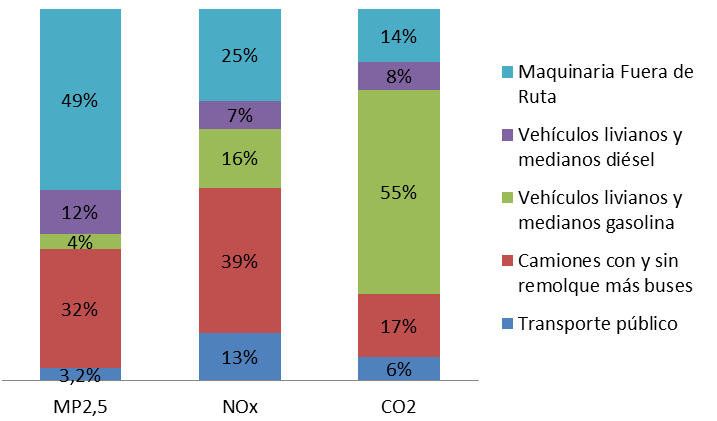 49%
12%
4%
32%
3,2%
MP2,5
25%
7%
16%
39%
13%
NOx
14%
8%
55%
17%
6%
CO2
Maquinaria Fuera de
Ruta
Vehículos livianos y
medianos diésel
Vehículos livianos y
medianos gasolina
Camiones con y sin
remolque más buses
Transporte público